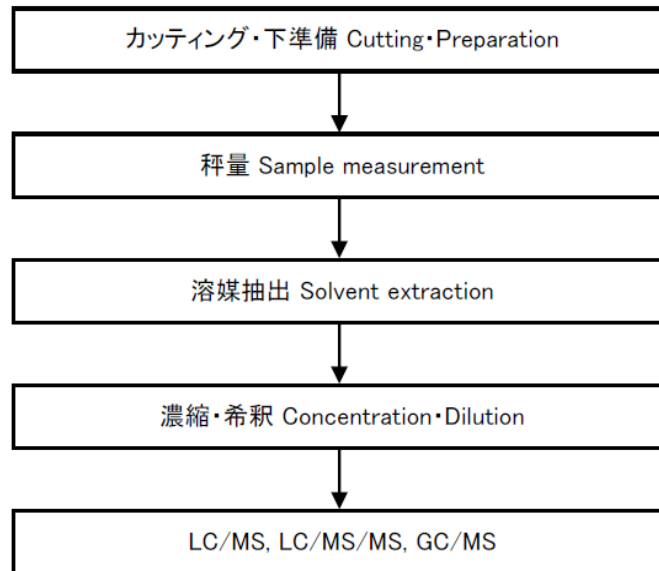 カッティング・下準備 Cutting・Preparation
秤量 Sample measurement
溶媒抽出 Solvent extraction
濃縮・希釈 Concentration・Dilution
LC/MS, LC/MS/MS, GC/MS